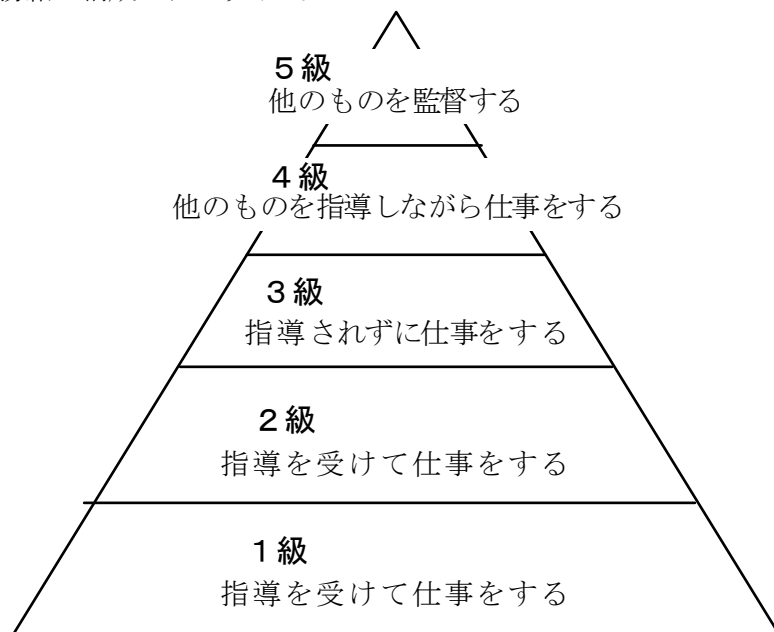 ５級
他のものを監督する
４級
他のものを指導しながら仕事をする
３級
指導されずに仕事をする
２級
指導を受けて仕事をする
１級
指導を受けて仕事をする